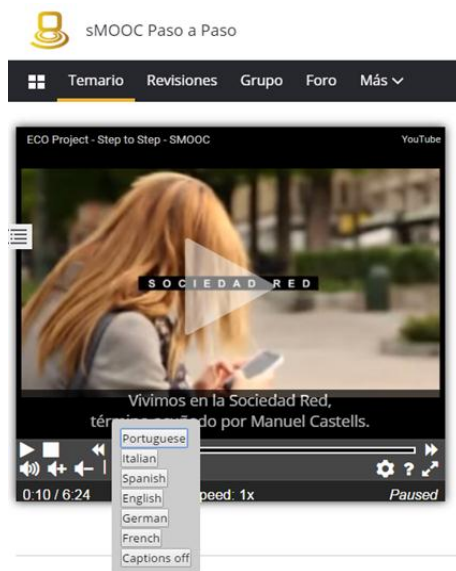 sMOOC Paso a Paso
Temario Revisiones Grupo Foro Más
ECO Project - Step to Step - SMOOC YouTube
SOCIEDAD RED
Vivimos en la Sociedad Red,
por Manuel Castells.
Portuguese
Italian
Spanish
English
German
French
Captions off
0:10 / 6:24 peed: 1x Paused